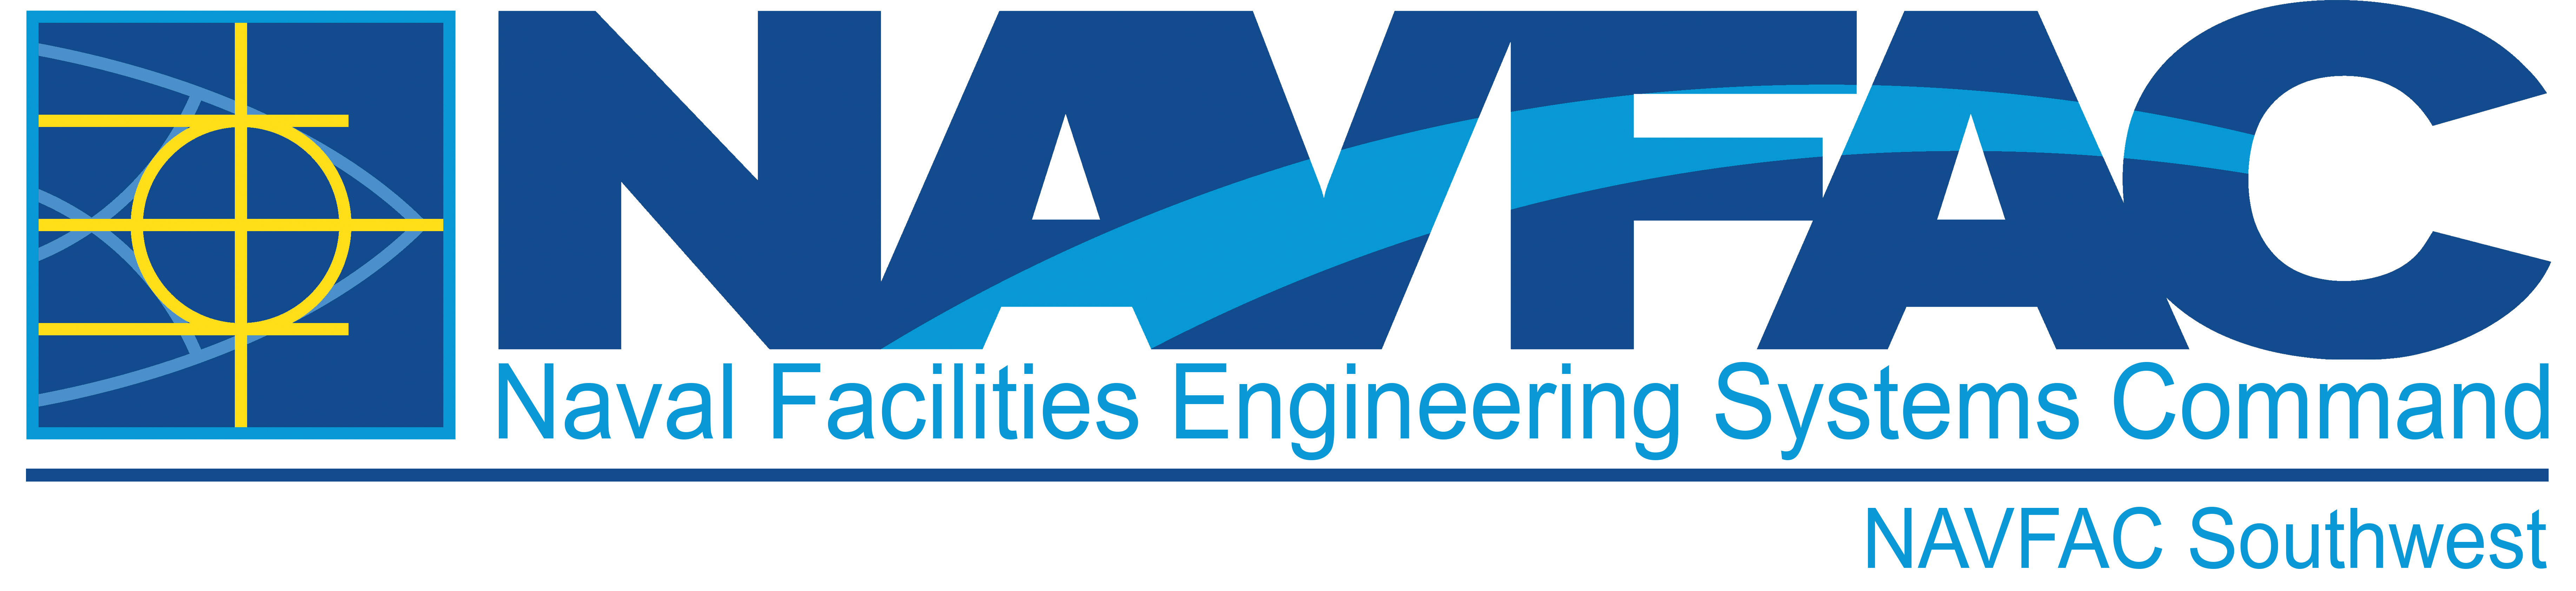 NAVFAC
Naval Facilities Engineering Systems Command
NAVFAC Southwest